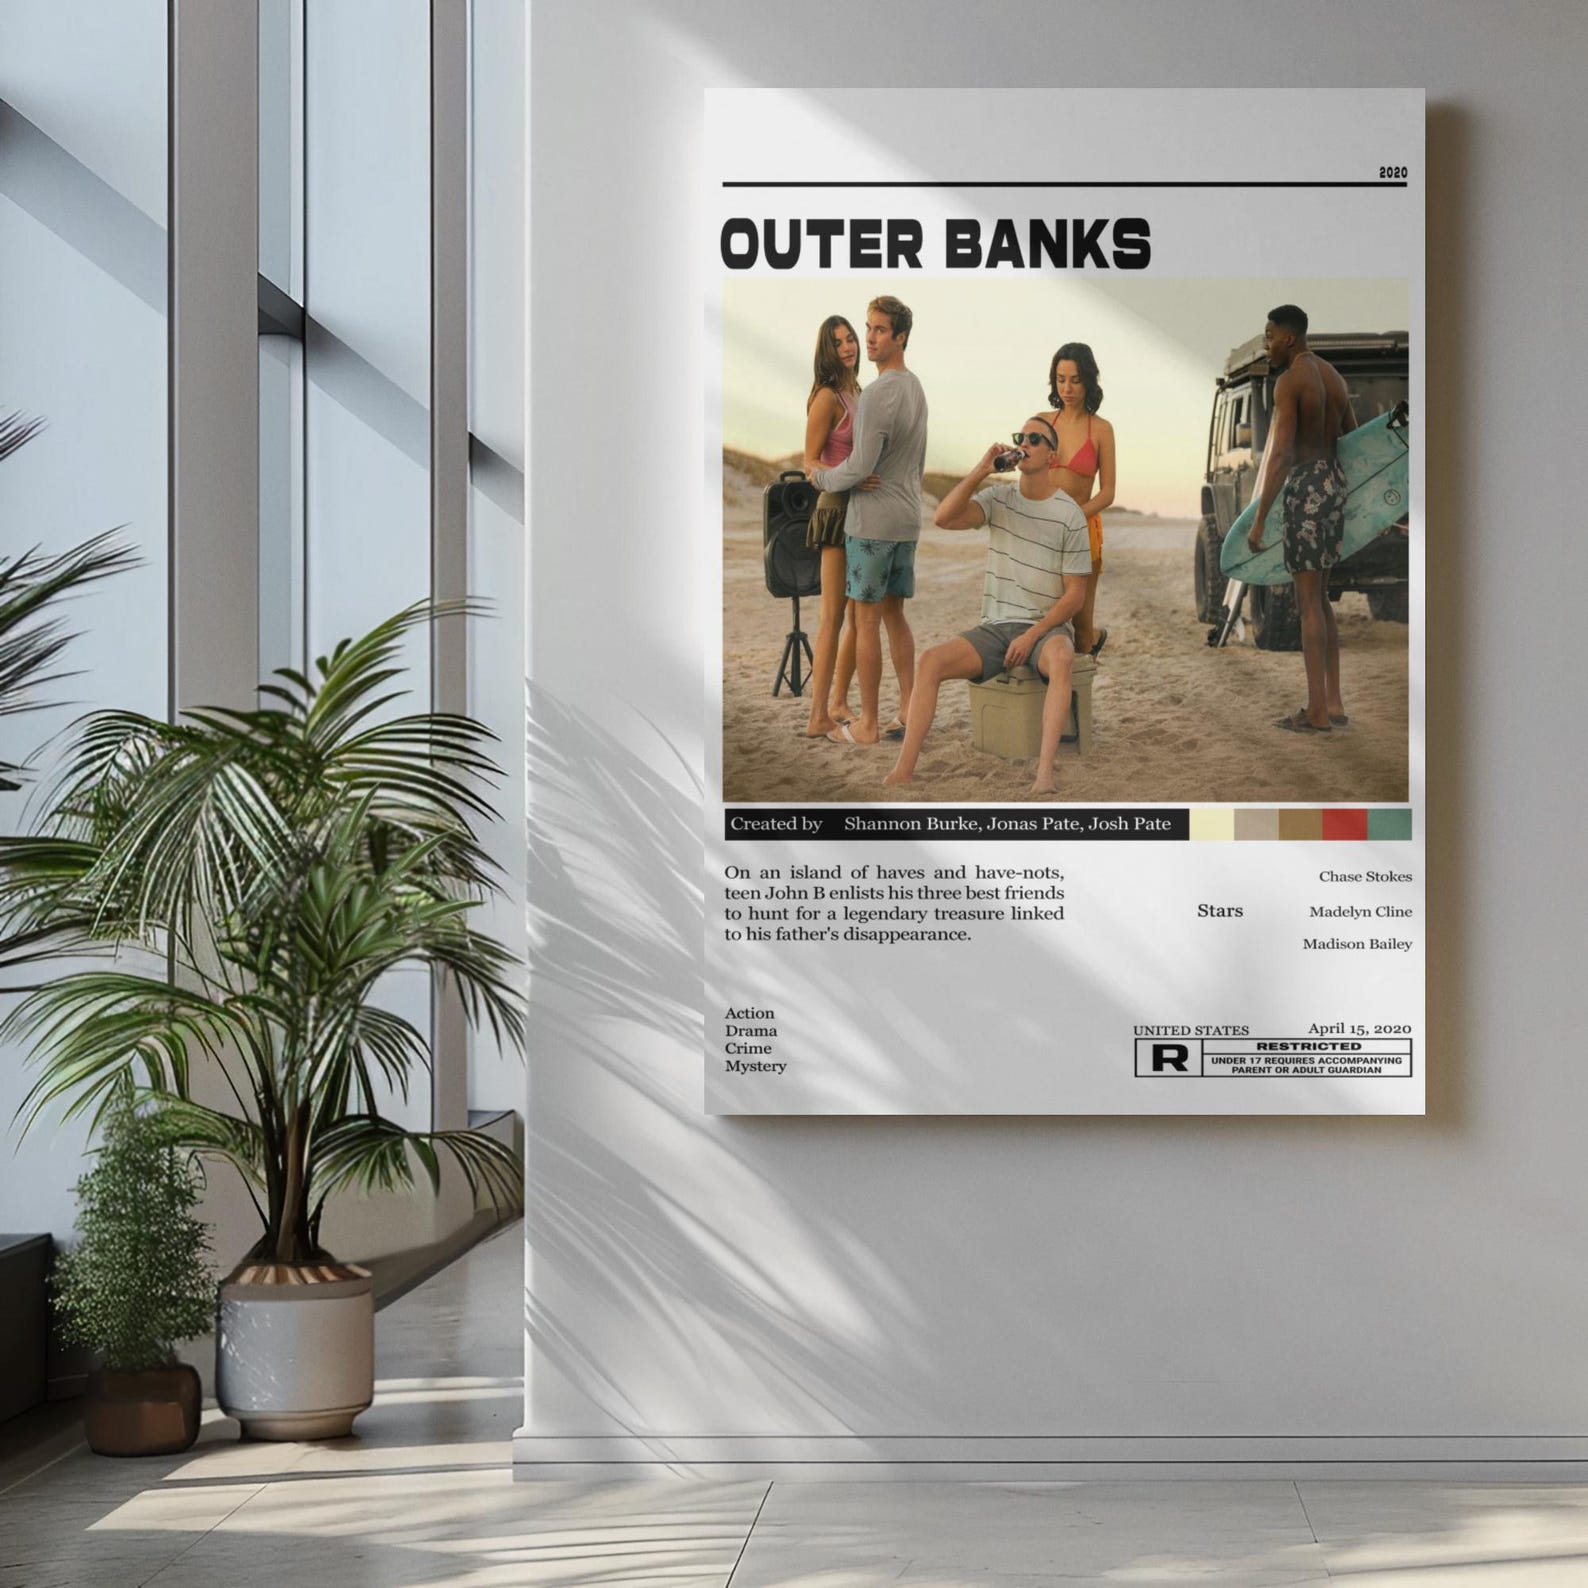 2020
OUTER BANKS
Created by Shannon Burke, Jonas Pate, Josh Pate
On an island of haves and have-nots,
teen John B enlists his three best friends
to hunt for a legendary treasure linked
to his father's disappearance.
Stars
Chase Stokes
Madelyn Cline
Madison Bailey
Action
Drama
Crime
Mystery
UNITED STATES April 15, 2020
R
RESTRICTED
UNDER 17 REQUIRES ACCOMPANYING
PARENT OR ADULT GUARDIAN